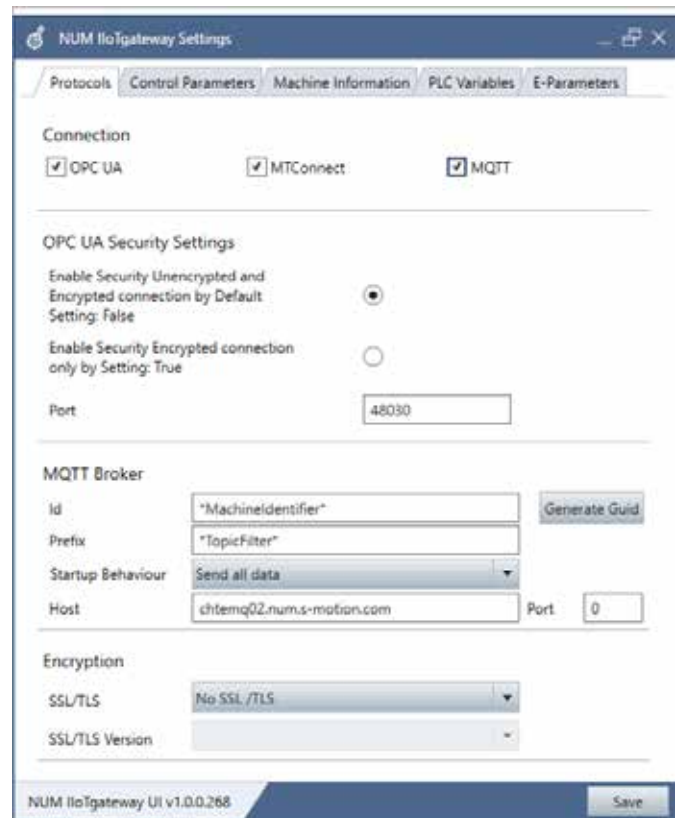 NUM IIoTgateway Settings
Protocols Control Parameters Machine Information PLC Variables E-Parameters
Connection
OPC UA MTConnect MQTT
OPC UA Security Settings
Enable Security Unencrypted and
Encrypted connection by Default
Setting: False
Enable Security Encrypted connection
only by Setting: True
Port 48030
MQTT Broker
Id *MachineIdentifier* Generate Guid
Prefix *TopicFilter*
Startup Behaviour Send all data
Host chtemq02.num.s-motion.com Port 0
Encryption
SSL/TLS No SSL /TLS
SSL/TLS Version
NUM IIoTgateway UI v1.0.0.268 Save